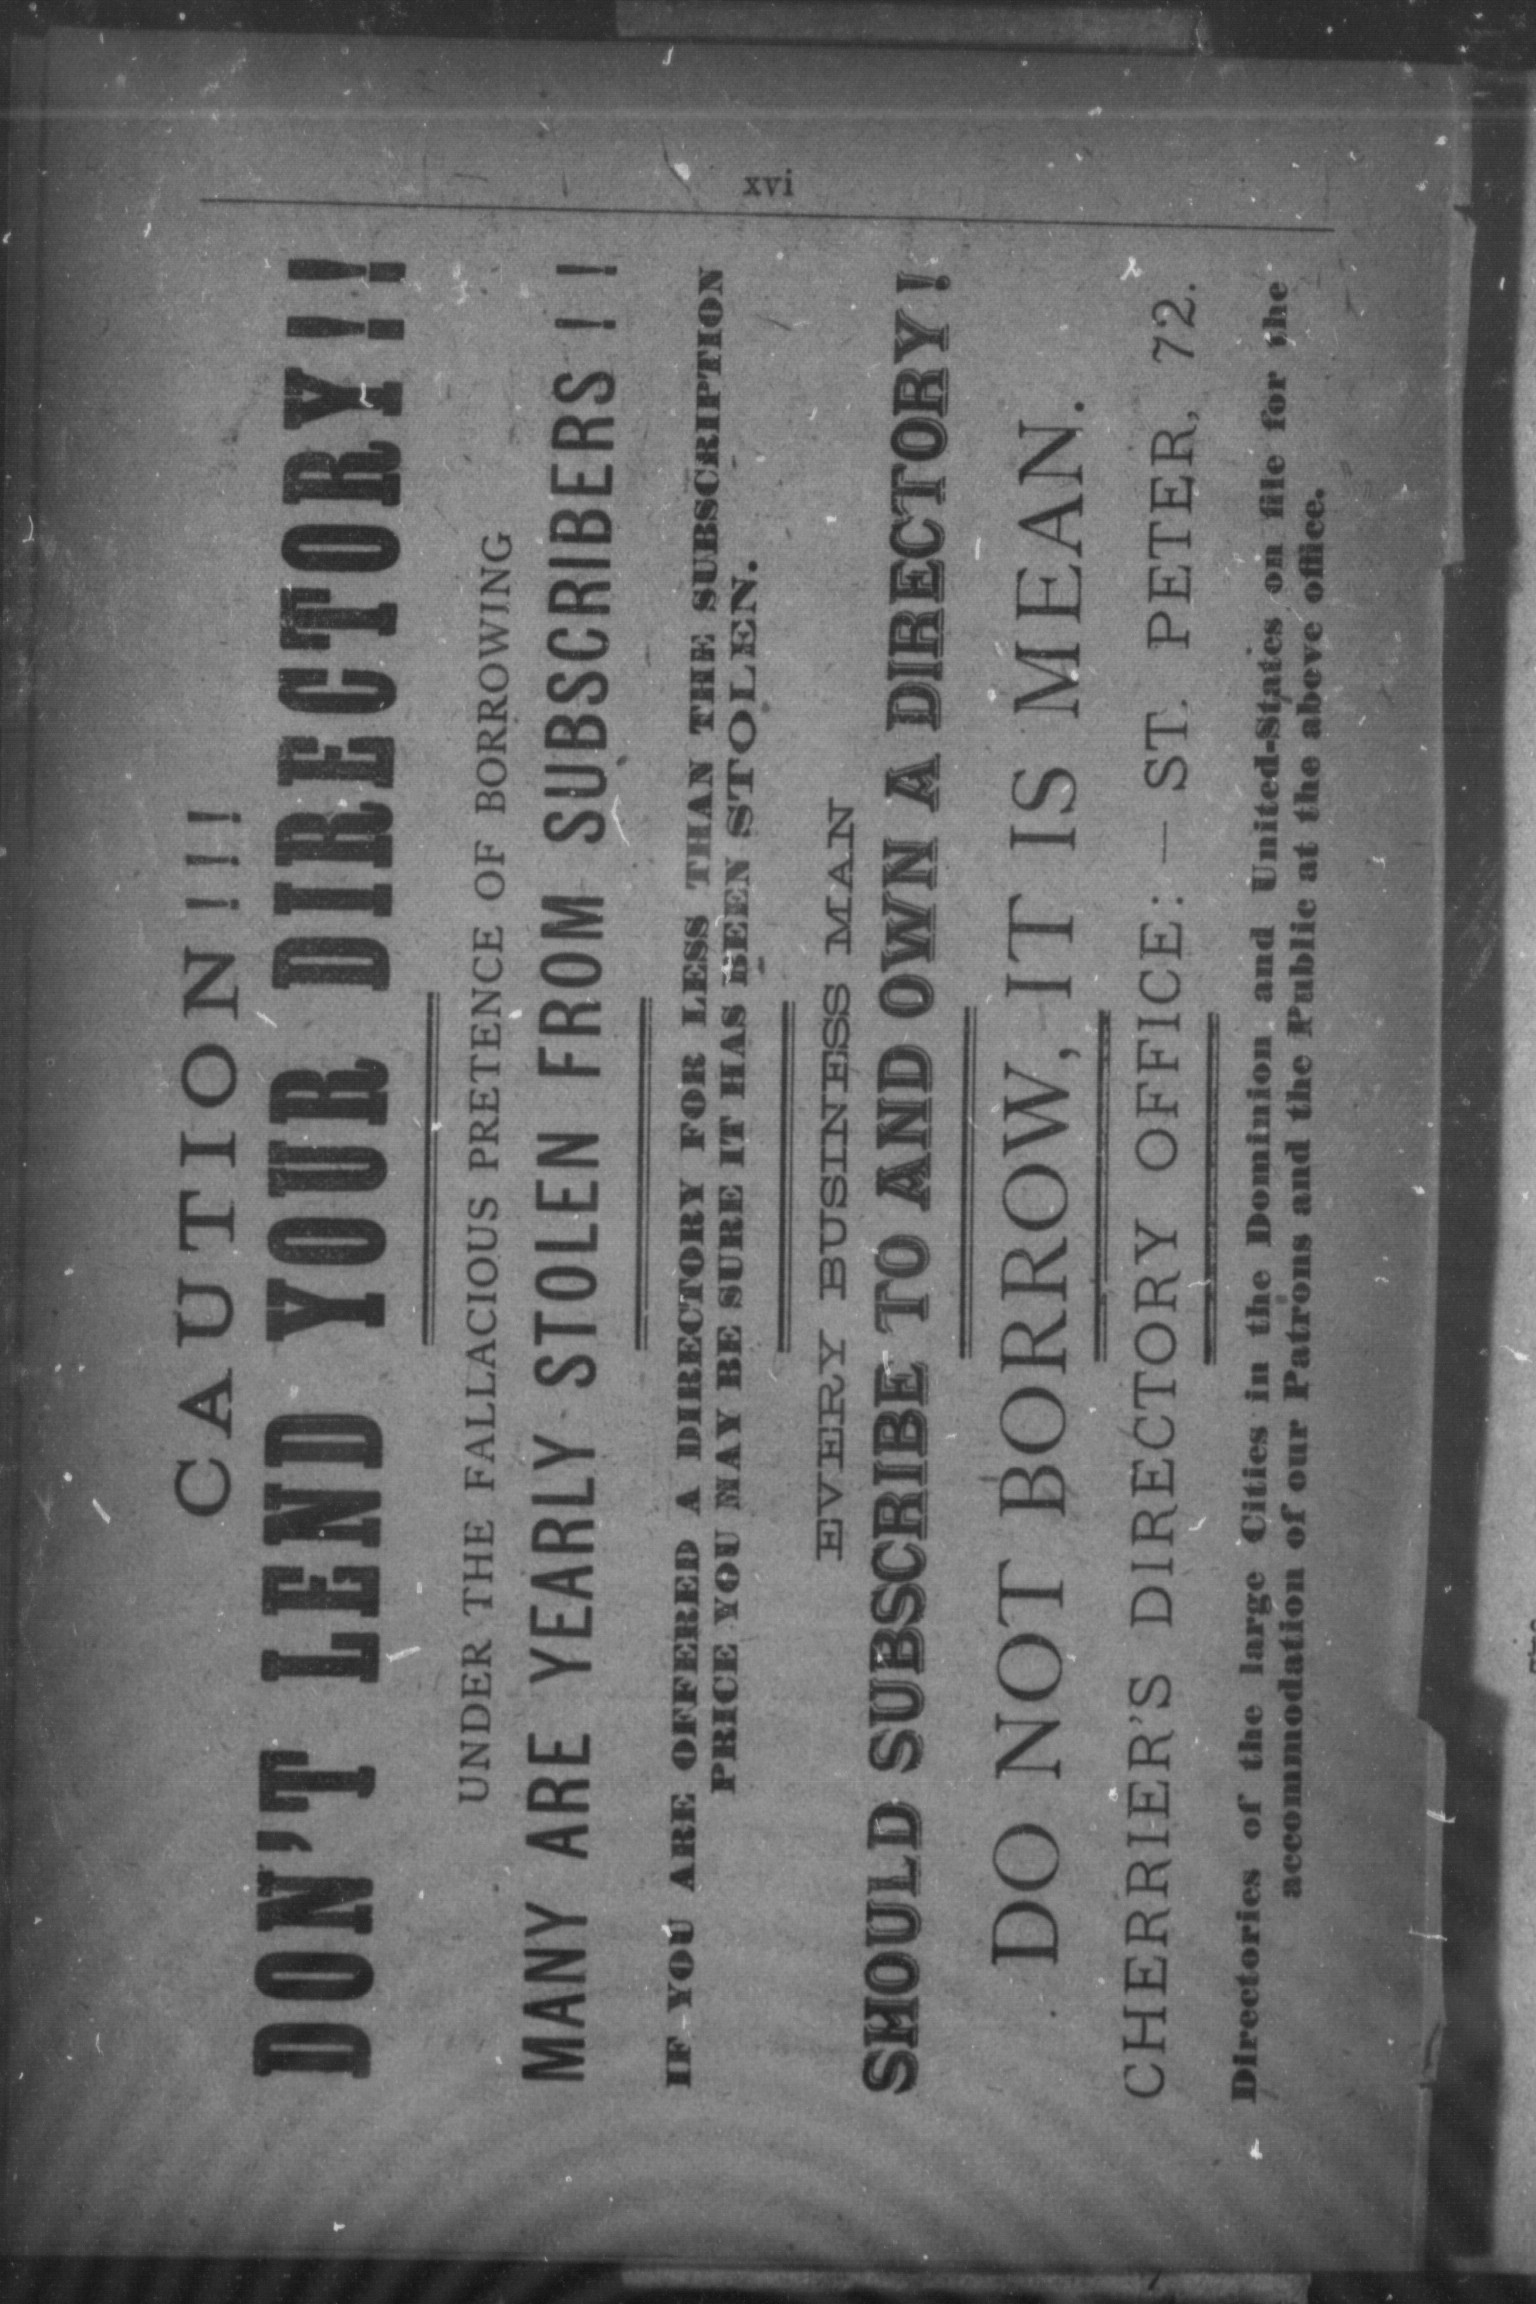 xvi
CAUTION!!!
DON'T LEND YOUR DIRECTORY!!
UNDER THE FALLACIOUS PRETENCE OF BORROWING
MANY ARE YEARLY STOLEN FROM SUBSCRIBERS!!
IF YOU ARE OFFERED A DIRECTORY FOR LESS THAN THE SUBSCRIPTION
PRICE YOU MAY BE SURE IT HAS BEEN STOLEN.
EVERY BUSINESS MAN
SHOULD SUBSCRIBE TO AND OWN A DIRECTORY!
DO NOT BORROW, IT IS MEAN.
CHERRIER'S DIRECTORY OFFICE:—ST. PETER, 72.
Directories of the large Cities in the Dominion and United-States on file for the
accommodation of our Patrons and the Public at the above office.